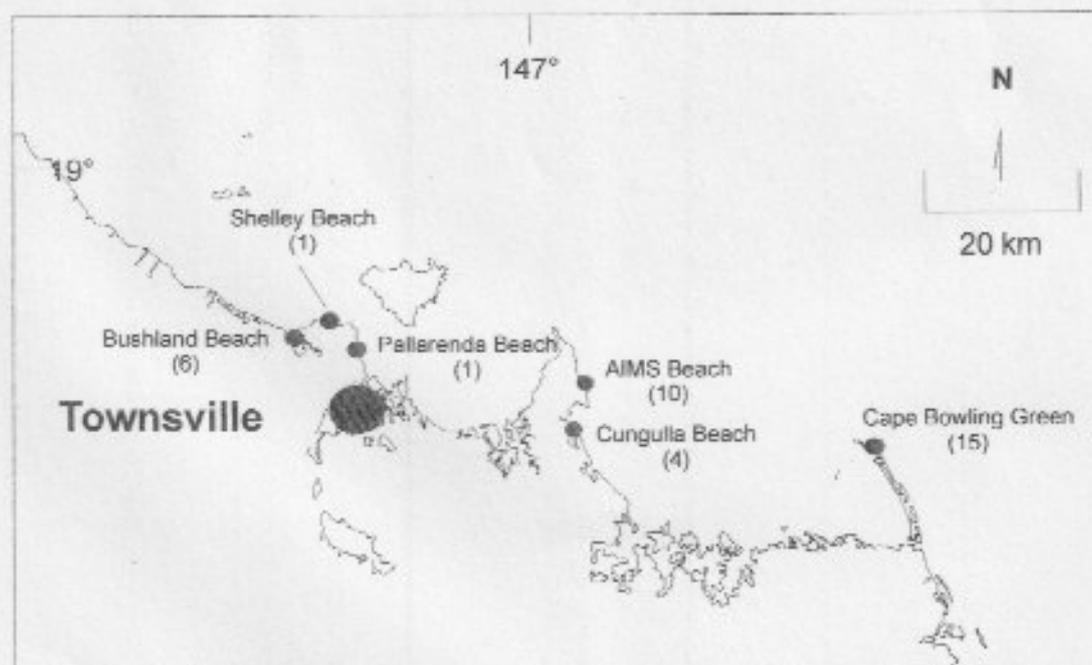 147°
N
19°
20 km
Shelley Beach
(1)
Bushland Beach
(6)
Pallarenda Beach
(1)
AIMS Beach
(10)
Townsville
Cungulla Beach
(4)
Cape Bowling Green
(15)